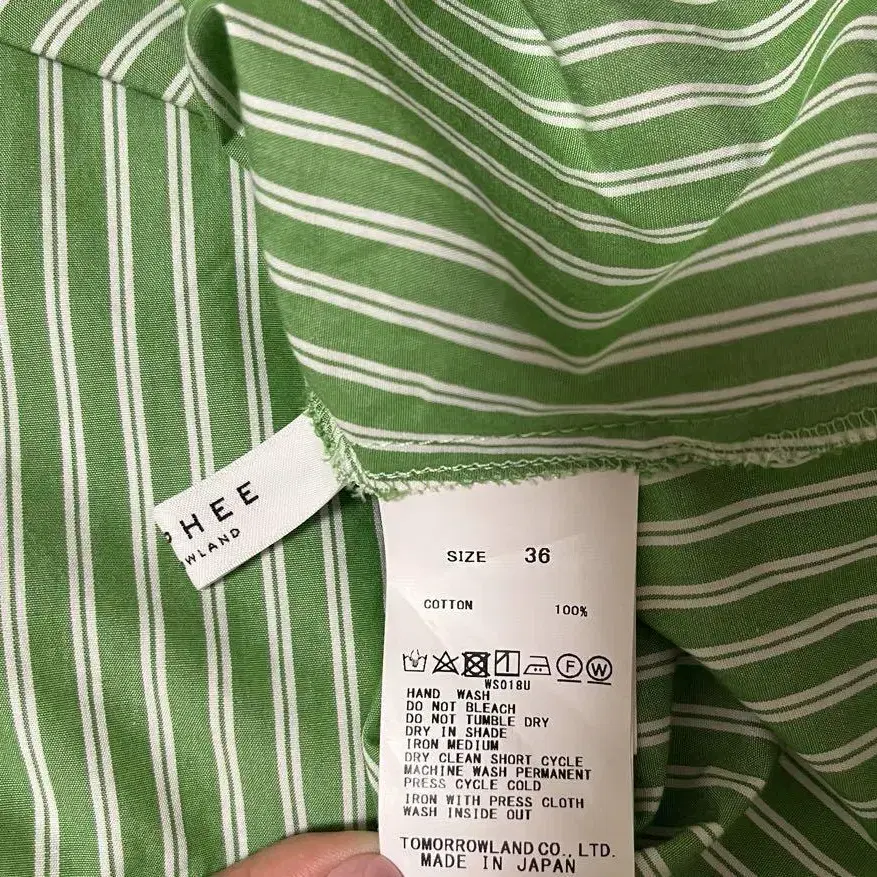 PHEE
WLAND
SIZE 36
COTTON 100%
F W
WS018U
HAND WASH
DO NOT BLEACH
DO NOT TUMBLE DRY
DRY IN SHADE
IRON MEDIUM
DRY CLEAN SHORT CYCLE
MACHINE WASH PERMANENT
PRESS CYCLE COLD
IRON WITH PRESS CLOTH
WASH INSIDE OUT
TOMORROWLAND CO., LTD.
MADE IN JAPAN